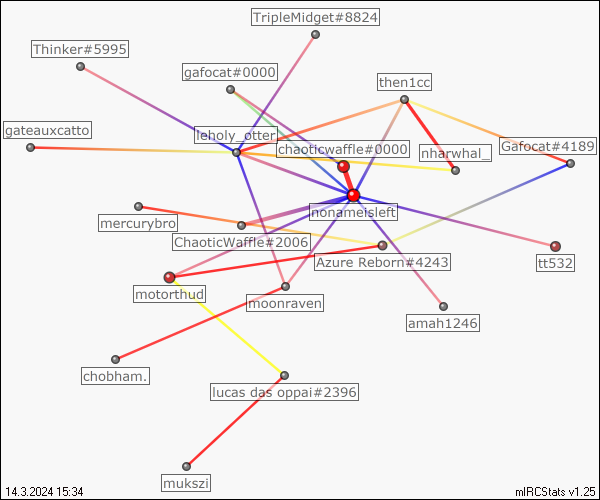 TripleMidget#8824
Thinker#5995
gafocat#0000
then1cc
gateauxcatto
leholy_otter
chaoticwaffle#0000
nharwhal_
Gafocat#4189
nonameisleft
mercurybro
ChaoticWaffle#2006
Azure Reborn#4243
tt532
motorthud
moonraven
amah1246
chobham.
lucas das oppai#2396
mukszi
14.3.2024 15:34
mIRCStats v1.25